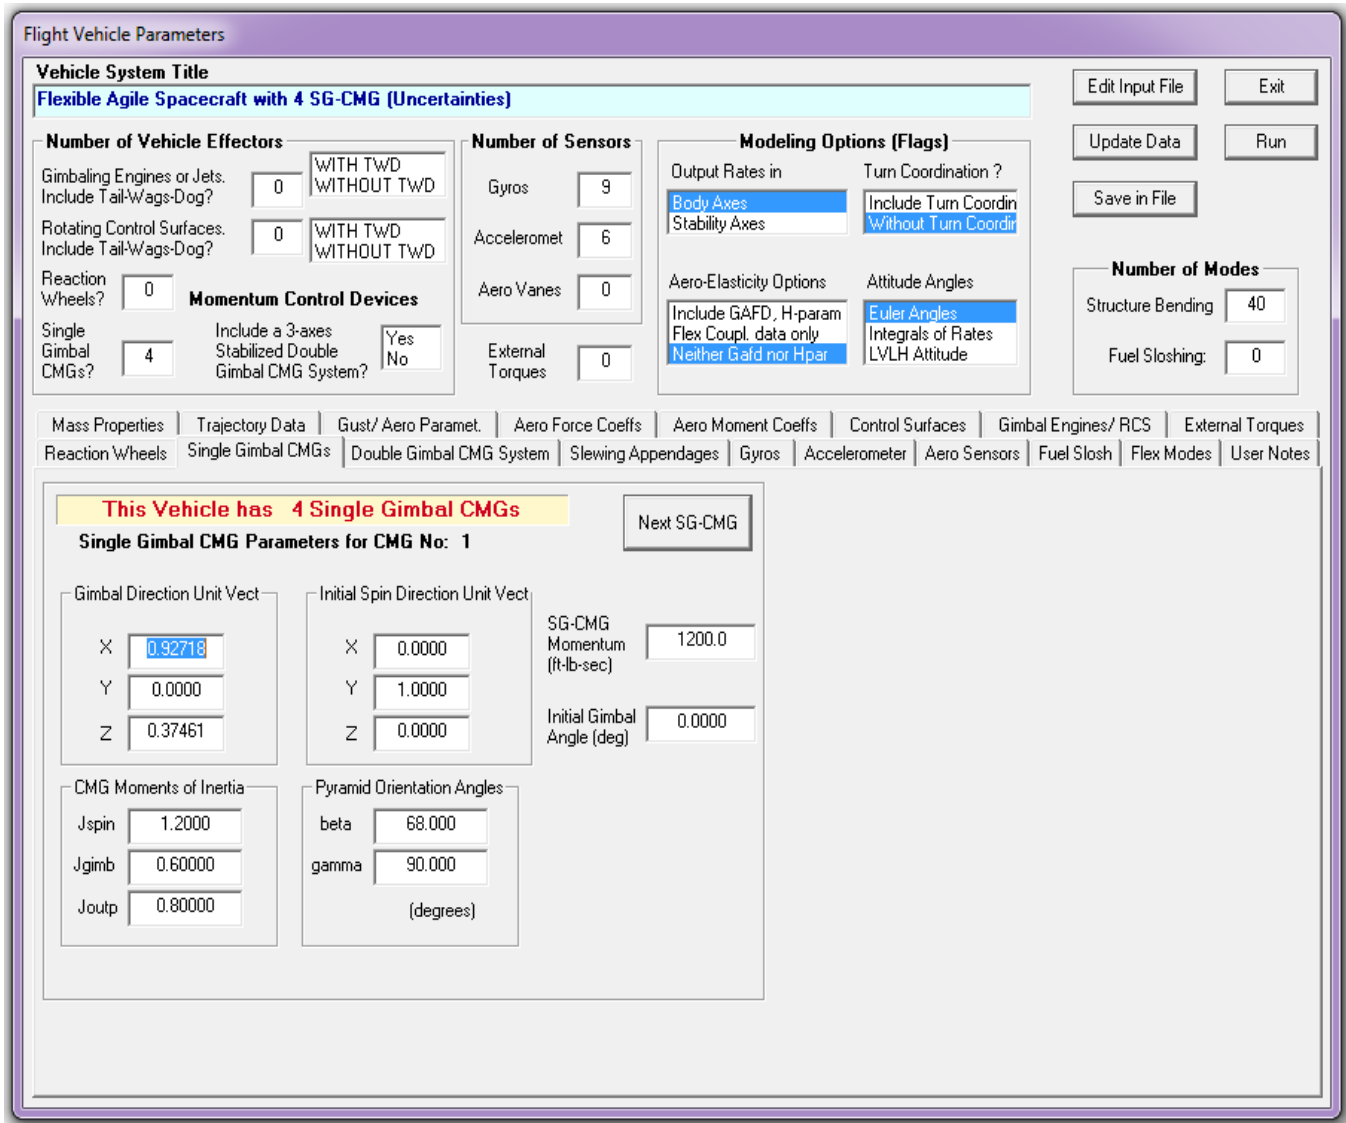 Flight Vehicle Parameters
Vehicle System Title
Flexible Agile Spacecraft with 4 SG-CMG (Uncertainties)
Edit Input File
Exit
Update Data
Run
Save in File
Number of Vehicle Effectors
Gimbaling Engines or Jets.
Include Tail-Wags-Dog?
0
WITH TWD
WITHOUT TWD
Rotating Control Surfaces.
Include Tail-Wags-Dog?
0
WITH TWD
WITHOUT TWD
Reaction
Wheels?
0
Momentum Control Devices
Single
Gimbal
CMGs?
4
Include a 3-axes
Stabilized Double
Gimbal CMG System?
Yes
No
Number of Sensors
Gyros
9
Acceleromet
6
Aero Vanes
0
External
Torques
0
Modeling Options (Flags)
Output Rates in
Body Axes
Stability Axes
Turn Coordination ?
Include Turn Coordin
Without Turn Coordin
Aero-Elasticity Options
Include GAFD, H-param
Flex Coupl. data only
Neither Gafd nor Hpar
Attitude Angles
Euler Angles
Integrals of Rates
LVLH Attitude
Number of Modes
Structure Bending
40
Fuel Sloshing:
0
Mass Properties
Trajectory Data
Gust/ Aero Paramet.
Aero Force Coeffs
Aero Moment Coeffs
Control Surfaces
Gimbal Engines/ RCS
External Torques
Reaction Wheels
Single Gimbal CMGs
Double Gimbal CMG System
Slewing Appendages
Gyros
Accelerometer
Aero Sensors
Fuel Slosh
Flex Modes
User Notes
This Vehicle has 4 Single Gimbal CMGs
Next SG-CMG
Single Gimbal CMG Parameters for CMG No: 1
Gimbal Direction Unit Vect
X 0.92718
Y 0.0000
Z 0.37461
Initial Spin Direction Unit Vect
X 0.0000
Y 1.0000
Z 0.0000
SG-CMG
Momentum
(ft-lb-sec)
1200.0
Initial Gimbal
Angle (deg)
0.0000
CMG Moments of Inertia
Jspin 1.2000
Jgimb 0.60000
Joutp 0.80000
Pyramid Orientation Angles
beta 68.000
gamma 90.000
(degrees)